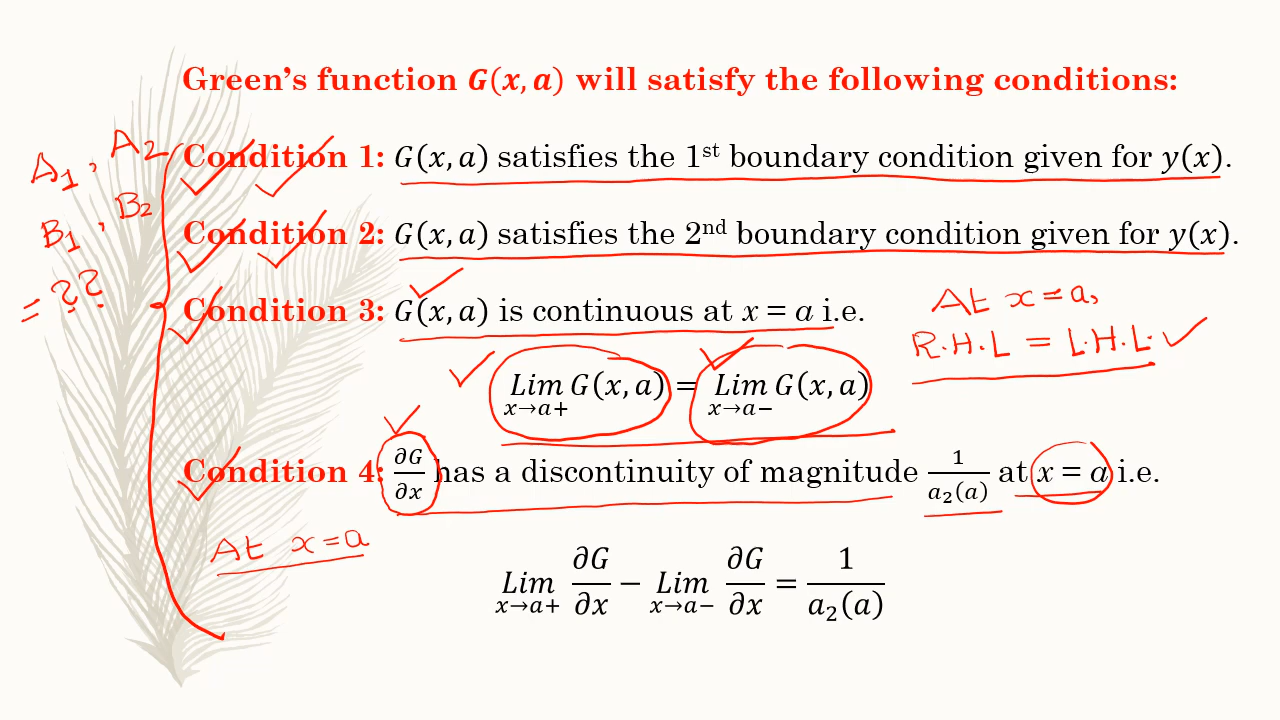 Green's function G(x, a) will satisfy the following conditions:
A₁, A₂
B₁, B₂
= ??
Condition 1: G(x, a) satisfies the 1st boundary condition given for y(x).
Condition 2: G(x, a) satisfies the 2nd boundary condition given for y(x).
Condition 3: G(x, a) is continuous at x = a i.e.
At x = a,
R.H.L = L.H.L.
Lim x→a+ G(x, a) = Lim x→a− G(x, a)
Condition 4: ∂G/∂x has a discontinuity of magnitude 1/a₂(a) at x = a i.e.
At x = a
Lim x→a+ ∂G/∂x − Lim x→a− ∂G/∂x = 1/a₂(a)